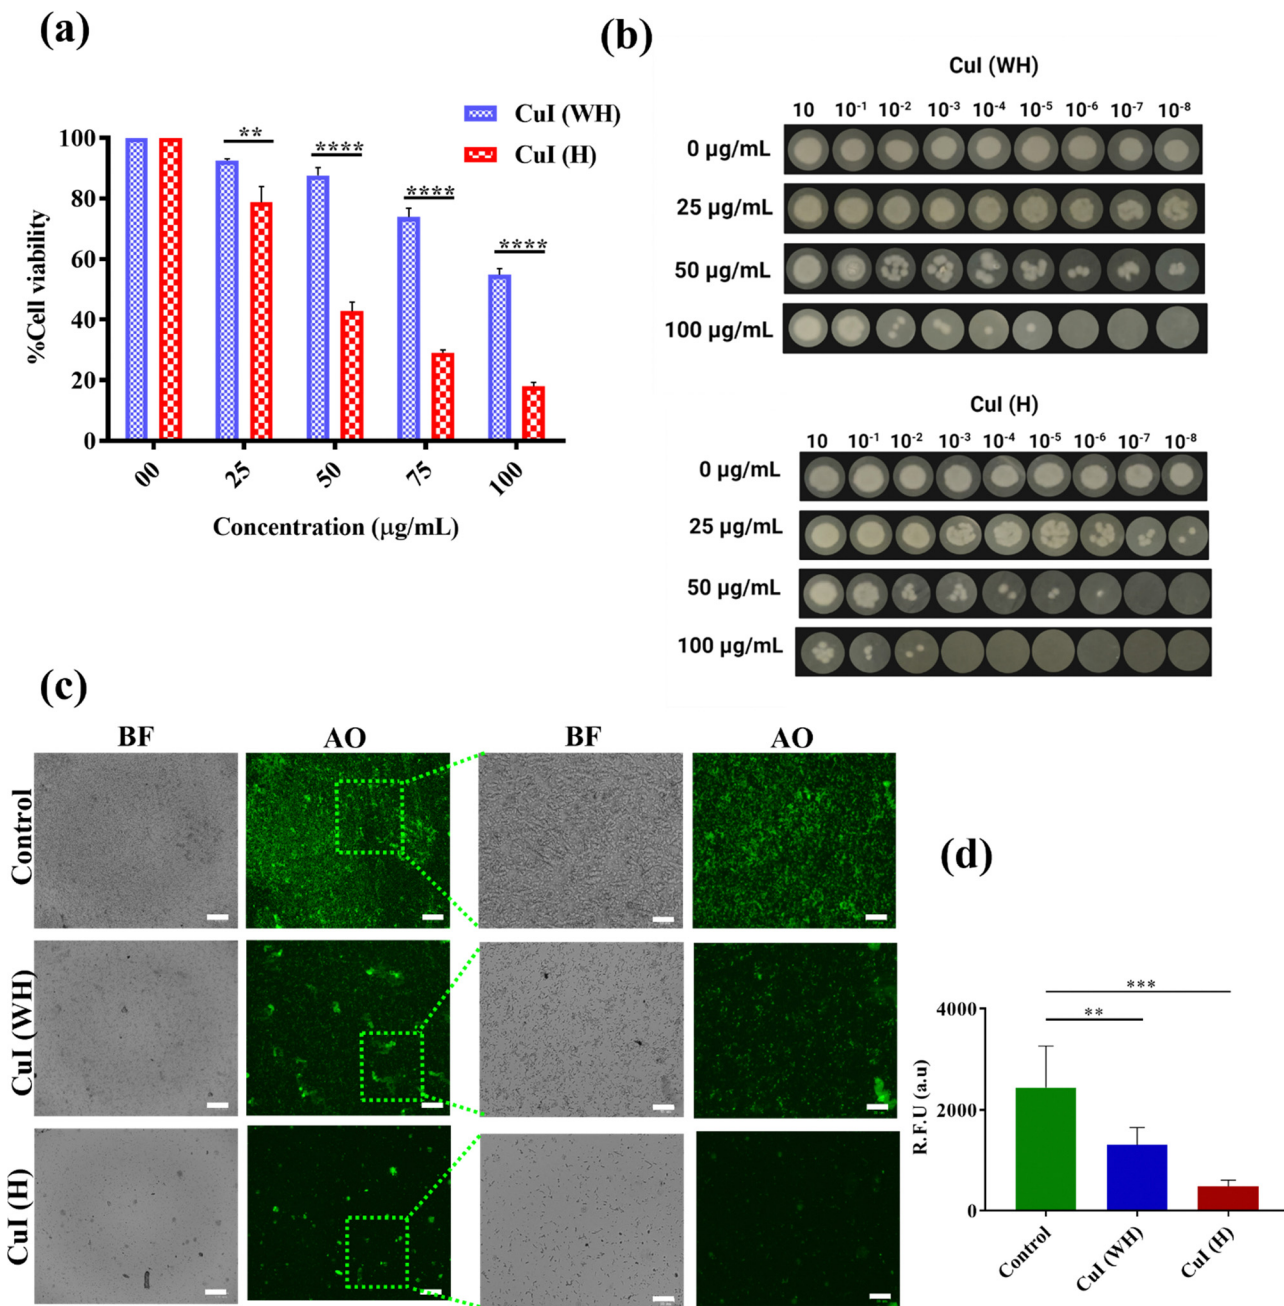 (a)
CuI (WH)
CuI (H)
**
****
****
****
100
80
60
40
20
0
%Cell viability
00 25 50 75 100
Concentration (μg/mL)
(b)
CuI (WH)
10 10-1 10-2 10-3 10-4 10-5 10-6 10-7 10-8
0 μg/mL
25 μg/mL
50 μg/mL
100 μg/mL
CuI (H)
10 10-1 10-2 10-3 10-4 10-5 10-6 10-7 10-8
0 μg/mL
25 μg/mL
50 μg/mL
100 μg/mL
(c)
BF AO BF AO
Control
CuI (WH)
CuI (H)
(d)
***
**
4000
2000
0
R.F.U (a.u)
Control CuI (WH) CuI (H)